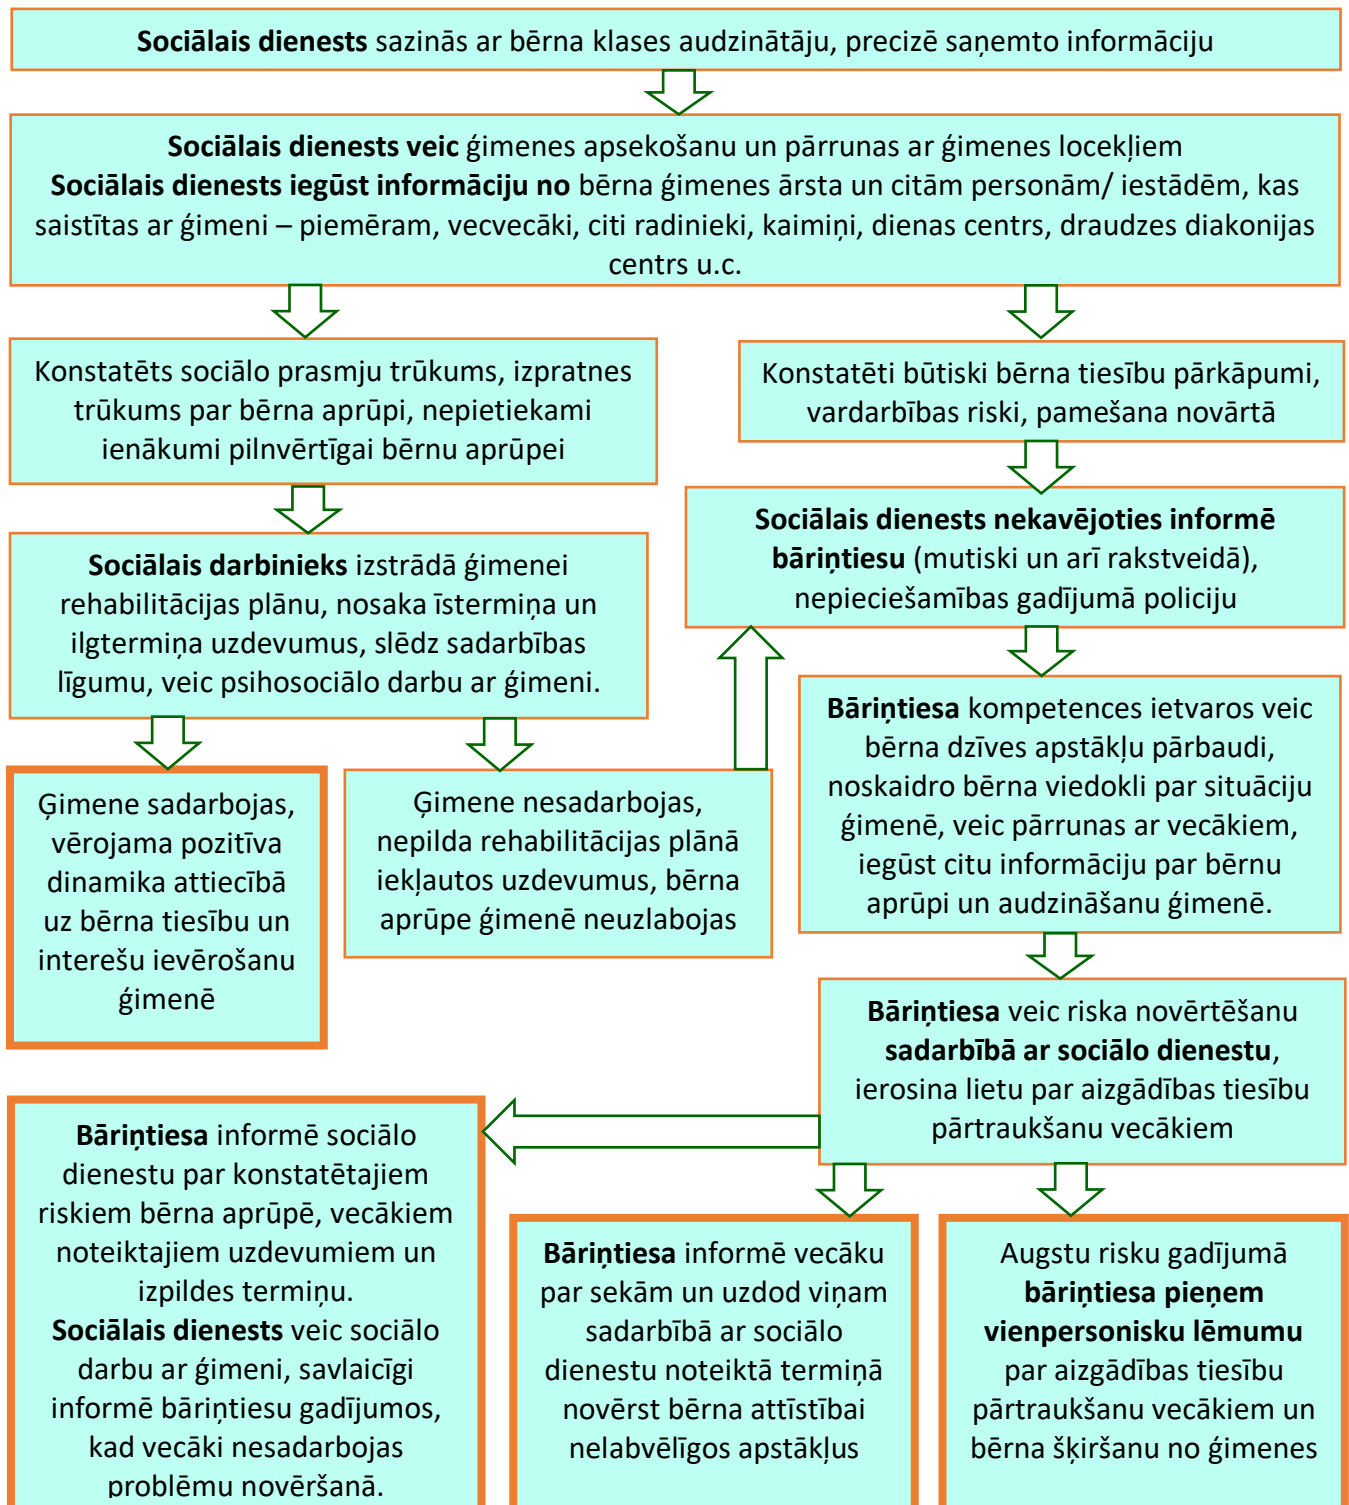 Sociālais dienests sazinās ar bērna klases audzinātāju, precizē saņemto informāciju
Sociālais dienests veic ģimenes apsekošanu un pārrunas ar ģimenes locekļiem
Sociālais dienests iegūst informāciju no bērna ģimenes ārsta un citām personām/ iestādēm, kas
saistītas ar ģimeni – piemēram, vecvecāki, citi radinieki, kaimiņi, dienas centrs, draudzes diakonijas
centrs u.c.
Konstatēts sociālo prasmju trūkums, izpratnes
trūkums par bērna aprūpi, nepietiekami
ienākumi pilnvērtīgai bērnu aprūpei
Konstatēti būtiski bērna tiesību pārkāpumi,
vardarbības riski, pamešana novārtā
Sociālais dienests nekavējoties informē
bāriņtiesu (mutiski un arī rakstveidā),
nepieciešamības gadījumā policiju
Sociālais darbinieks izstrādā ģimenei
rehabilitācijas plānu, nosaka īstermiņa un
ilgtermiņa uzdevumus, slēdz sadarbības
līgumu, veic psihosociālo darbu ar ģimeni.
Bāriņtiesa kompetences ietvaros veic
bērna dzīves apstākļu pārbaudi,
noskaidro bērna viedokli par situāciju
ģimenē, veic pārrunas ar vecākiem,
iegūst citu informāciju par bērnu
aprūpi un audzināšanu ģimenē.
Ģimene sadarbojas,
vērojama pozitīva
dinamika attiecībā
uz bērna tiesību un
interešu ievērošanu
ģimenē
Ģimene nesadarbojas,
nepilda rehabilitācijas plānā
iekļautos uzdevumus, bērna
aprūpe ģimenē neuzlabojas
Bāriņtiesa veic riska novērtēšanu
sadarbībā ar sociālo dienestu,
ierosina lietu par aizgādības tiesību
pārtraukšanu vecākiem
Bāriņtiesa informē sociālo
dienestu par konstatētajiem
riskiem bērna aprūpē, vecākiem
noteiktajiem uzdevumiem un
izpildes termiņu.
Sociālais dienests veic sociālo
darbu ar ģimeni, savlaicīgi
informē bāriņtiesu gadījumos,
kad vecāki nesadarbojas
problēmu novēršanā.
Bāriņtiesa informē vecāku
par sekām un uzdod viņam
sadarbībā ar sociālo
dienestu noteiktā termiņā
novērst bērna attīstībai
nelabvēlīgos apstākļus
Augstu risku gadījumā
bāriņtiesa pieņem
vienpersonisku lēmumu
par aizgādības tiesību
pārtraukšanu vecākiem un
bērna šķiršanu no ģimenes